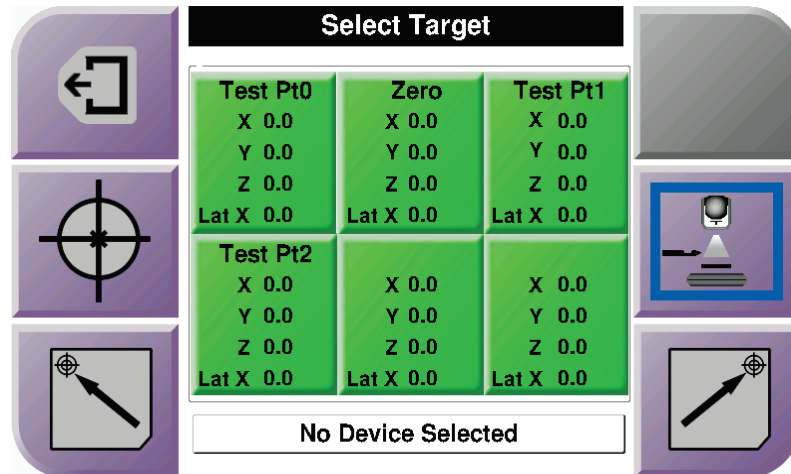 Select Target
Test Pt0 Zero Test Pt1
X 0.0 X 0.0 X 0.0
Y 0.0 Y 0.0 Y 0.0
Z 0.0 Z 0.0 Z 0.0
Lat X 0.0 Lat X 0.0 Lat X 0.0
Test Pt2
X 0.0 X 0.0 X 0.0
Y 0.0 Y 0.0 Y 0.0
Z 0.0 Z 0.0 Z 0.0
Lat X 0.0 Lat X 0.0 Lat X 0.0
No Device Selected